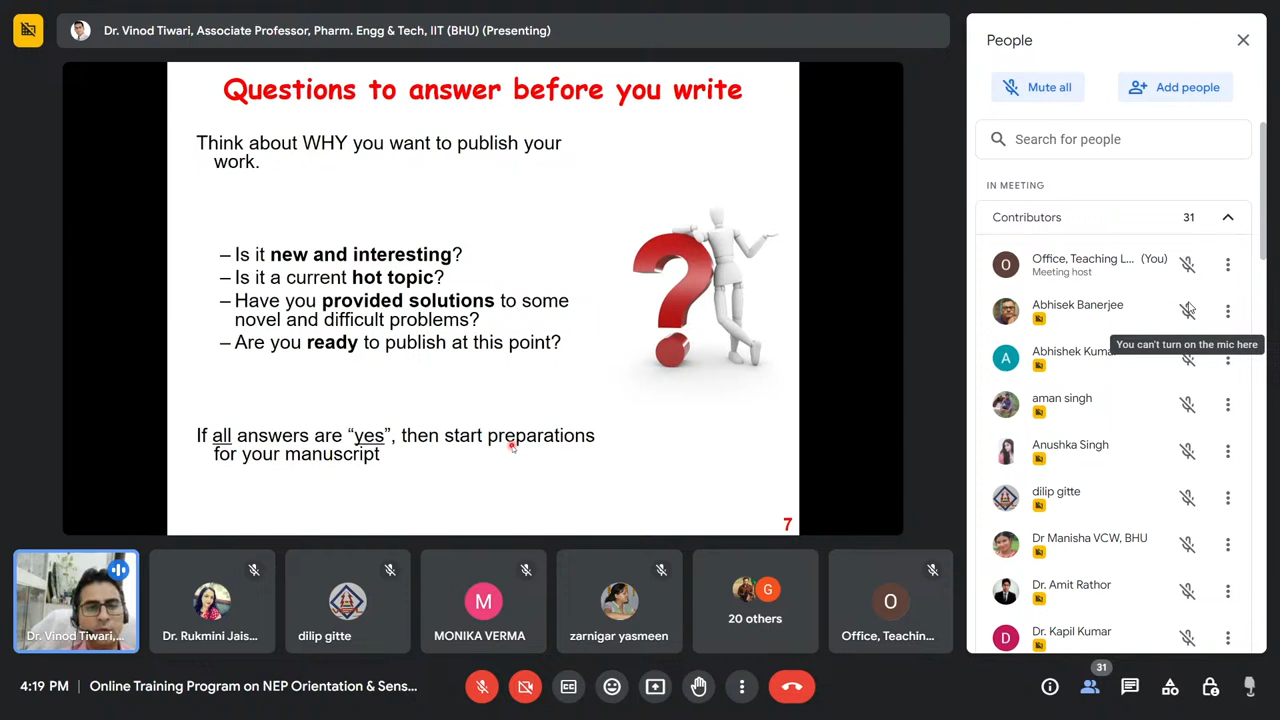 Dr. Vinod Tiwari, Associate Professor, Pharm. Engg & Tech, IIT (BHU) (Presenting)
Questions to answer before you write
Think about WHY you want to publish your
work.
– Is it new and interesting?
– Is it a current hot topic?
– Have you provided solutions to some
novel and difficult problems?
– Are you ready to publish at this point?
If all answers are “yes”, then start preparations
for your manuscript
7
Dr. Vinod Tiwari,...
Dr. Rukmini Jais...
dilip gitte
M
MONIKA VERMA
zarnigar yasmeen
G
20 others
O
Office, Teachin...
4:19 PM | Online Training Program on NEP Orientation & Sens...
People
Mute all
Add people
Search for people
IN MEETING
Contributors 31
O
Office, Teaching L... (You)
Meeting host
Abhisek Banerjee
You can't turn on the mic here
A
Abhishek Kuma
aman singh
Anushka Singh
dilip gitte
Dr Manisha VCW, BHU
Dr. Amit Rathor
D
Dr. Kapil Kumar
31